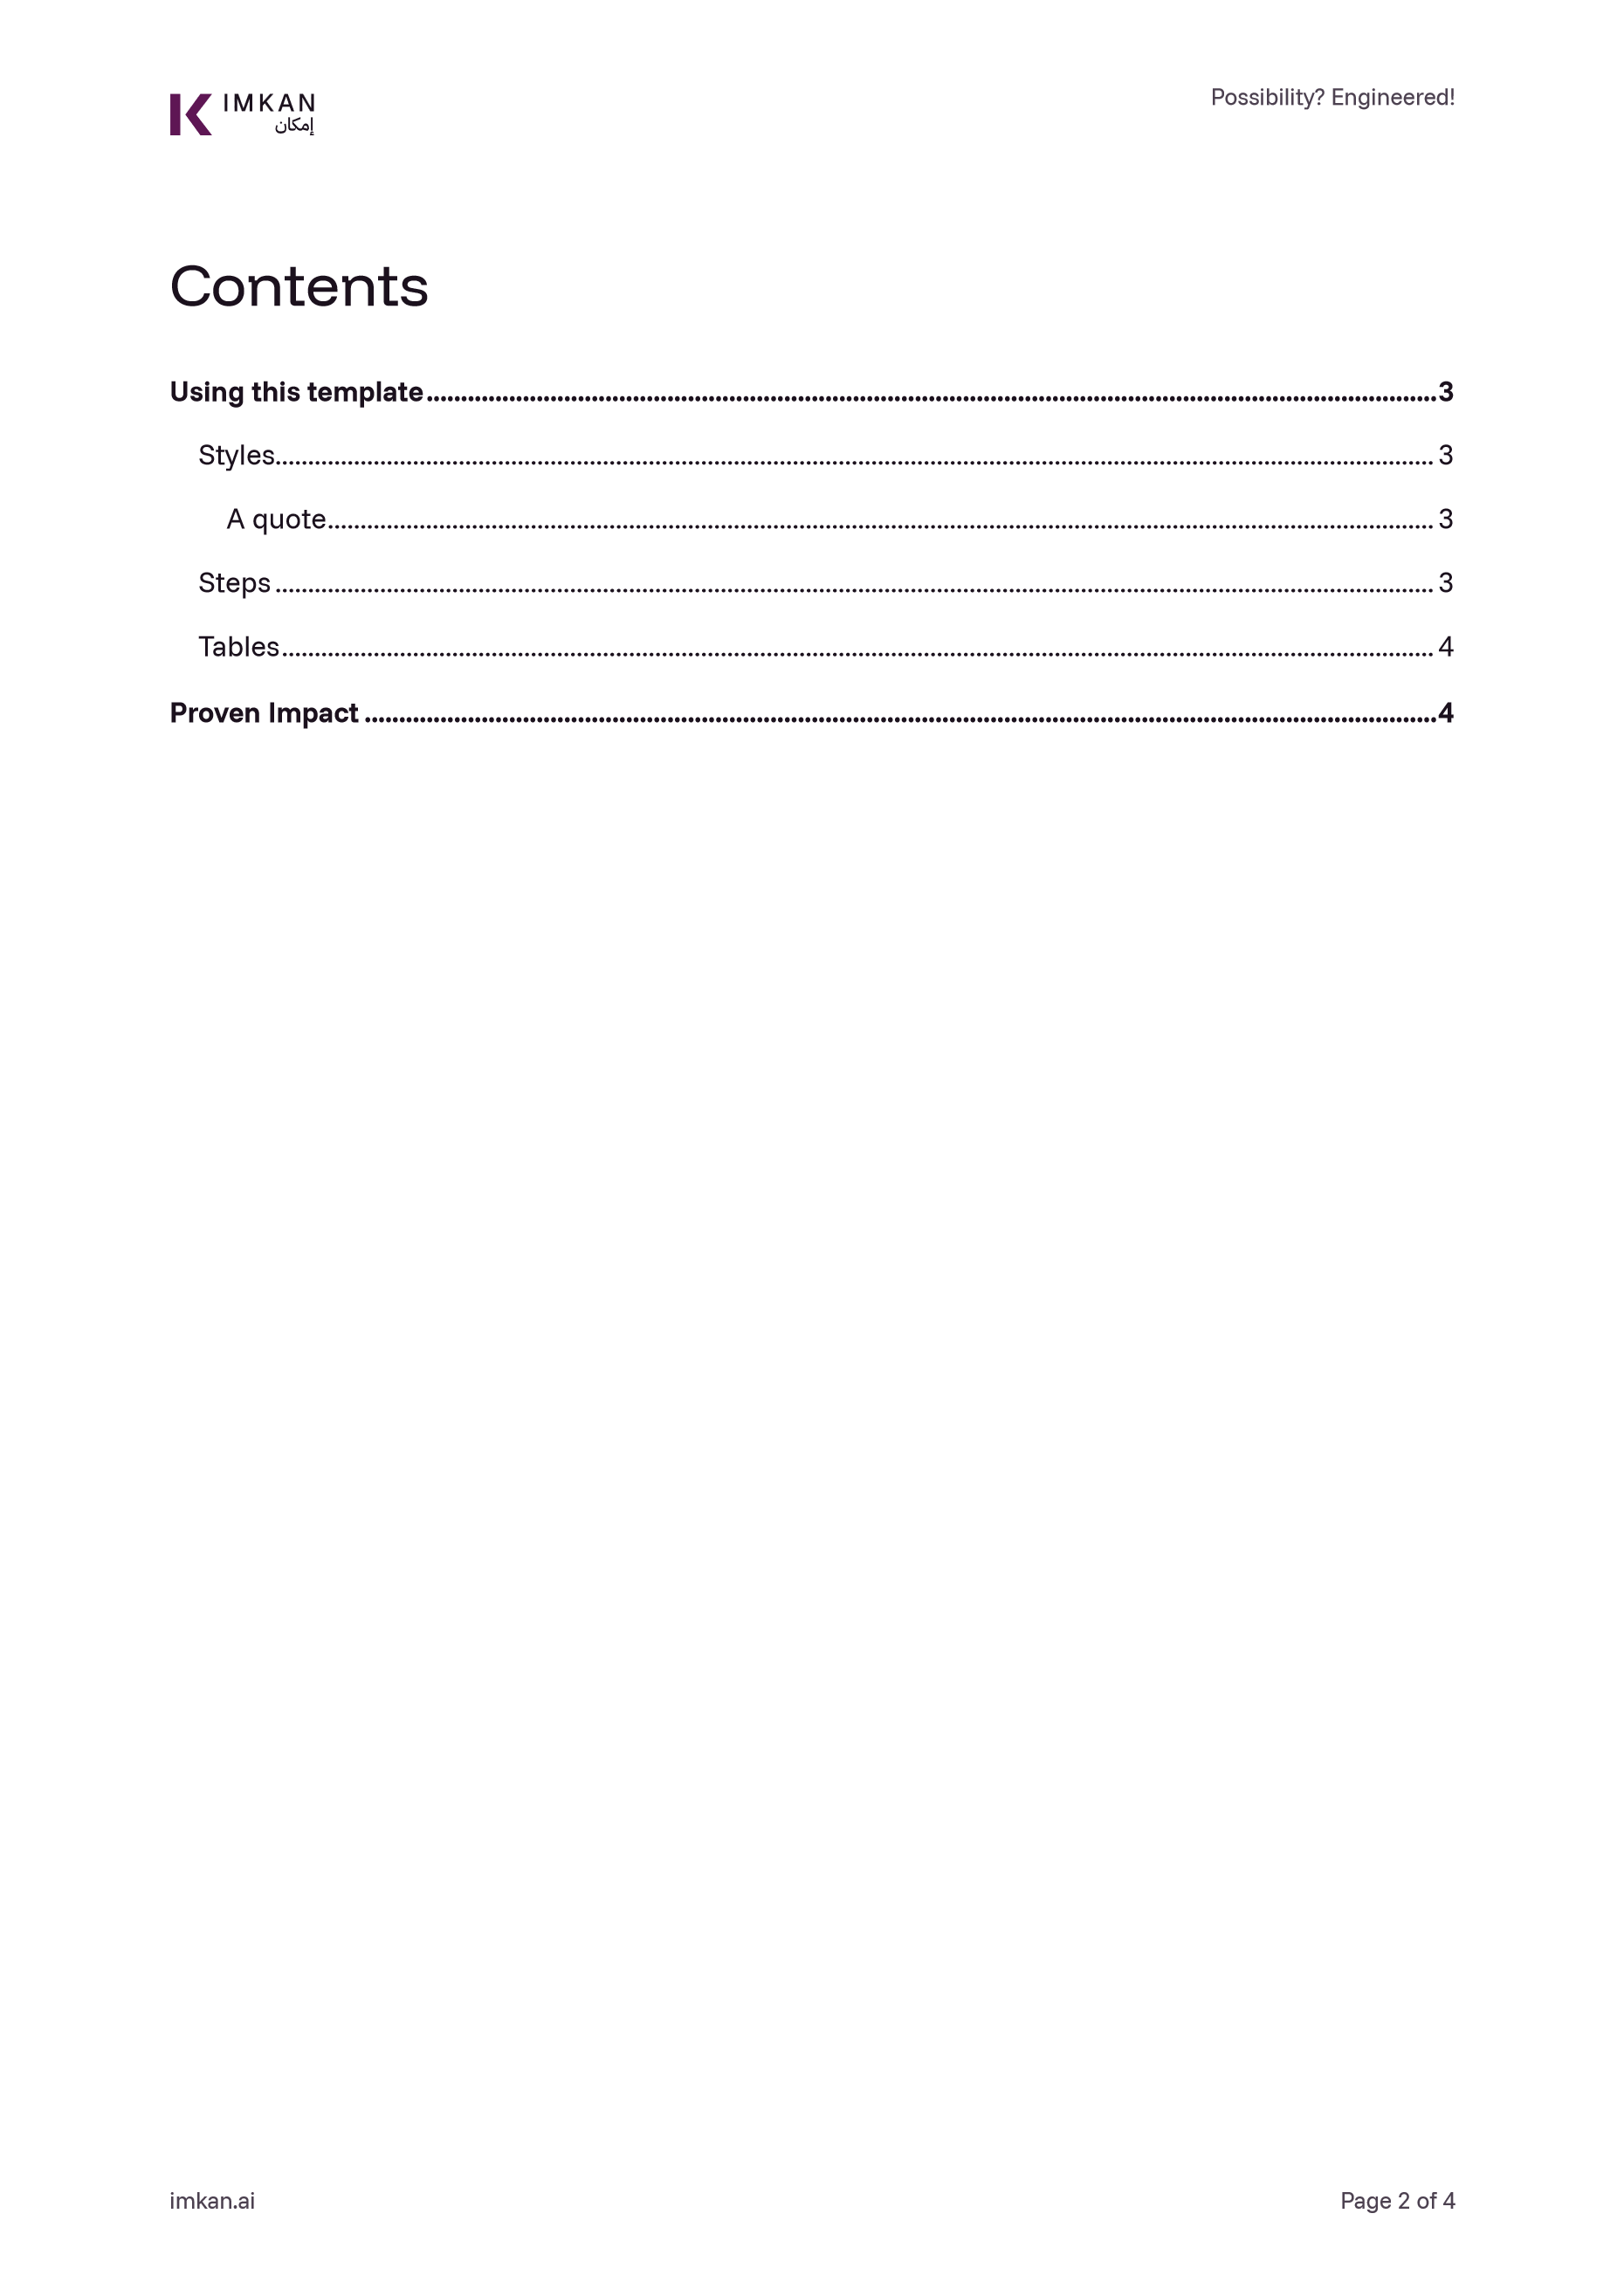 IMKAN
إمكان
Possibility? Engineered!
Contents
Using this template 3
Styles 3
A quote 3
Steps 3
Tables 4
Proven Impact 4
imkan.ai
Page 2 of 4